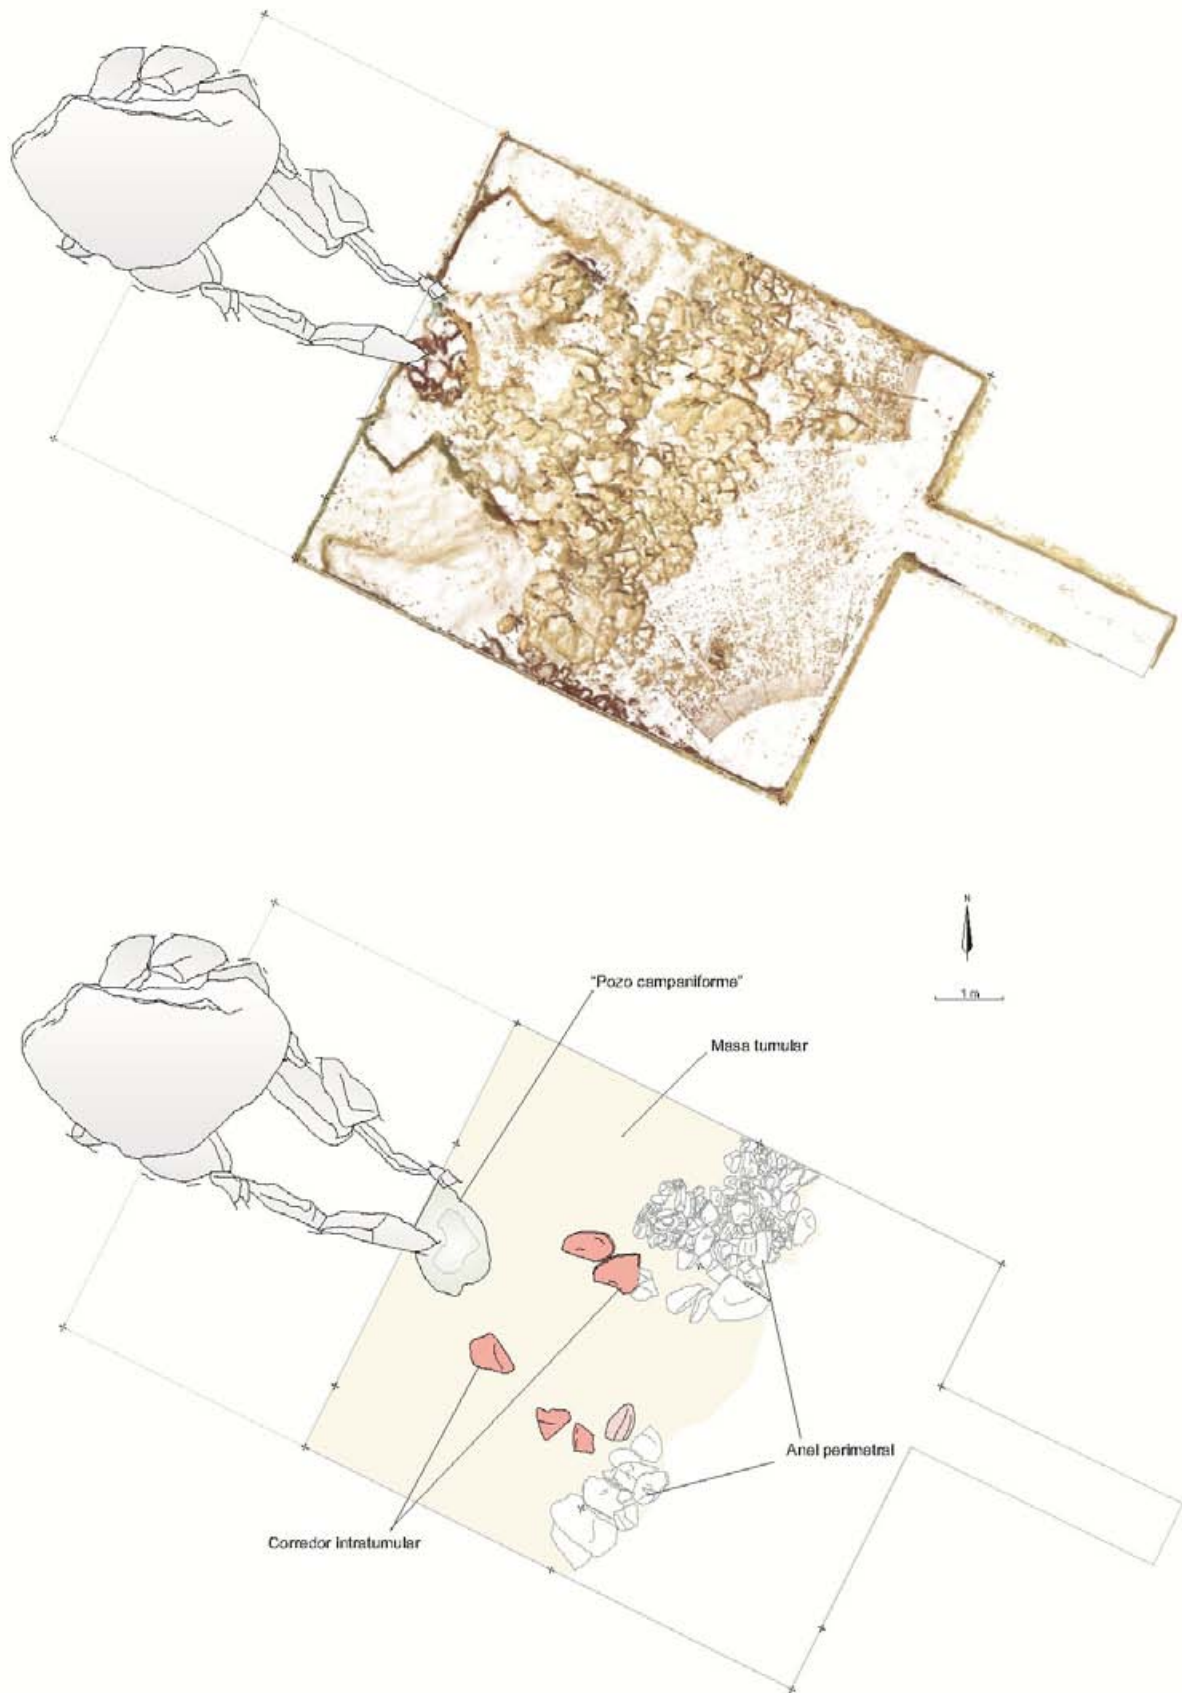 N
1 m
"Pozo campaniforme"
Masa tumular
Anel perimetral
Corredor intratumular